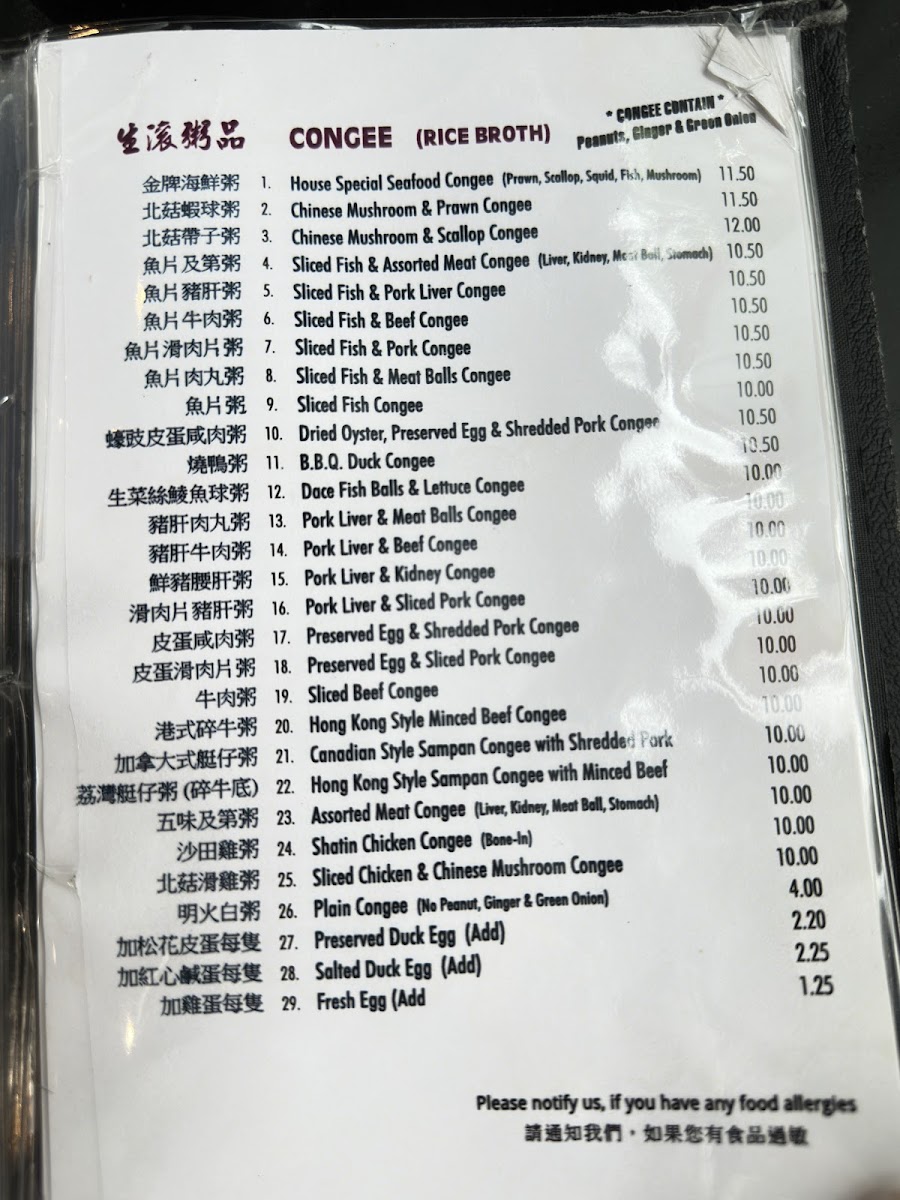 生滾粥品 CONGEE (RICE BROTH)
* CONGEE CONTAIN *
Peanuts, Ginger & Green Onion
金牌海鮮粥 1. House Special Seafood Congee (Prawn, Scallop, Squid, Fish, Mushroom) 11.50
北菇蝦球粥 2. Chinese Mushroom & Prawn Congee 11.50
北菇帶子粥 3. Chinese Mushroom & Scallop Congee 12.00
魚片及第粥 4. Sliced Fish & Assorted Meat Congee (Liver, Kidney, Meat Ball, Stomach) 10.50
魚片豬肝粥 5. Sliced Fish & Pork Liver Congee 10.50
魚片牛肉粥 6. Sliced Fish & Beef Congee 10.50
魚片滑肉片粥 7. Sliced Fish & Pork Congee 10.50
魚片肉丸粥 8. Sliced Fish & Meat Balls Congee 10.50
魚片粥 9. Sliced Fish Congee 10.00
蠔豉皮蛋咸肉粥 10. Dried Oyster, Preserved Egg & Shredded Pork Congee 10.50
燒鴨粥 11. B.B.Q. Duck Congee 10.50
生菜絲鯪魚球粥 12. Dace Fish Balls & Lettuce Congee 10.00
豬肝肉丸粥 13. Pork Liver & Meat Balls Congee 10.00
豬肝牛肉粥 14. Pork Liver & Beef Congee 10.00
鮮豬腰肝粥 15. Pork Liver & Kidney Congee 10.00
滑肉片豬肝粥 16. Pork Liver & Sliced Pork Congee 10.00
皮蛋咸肉粥 17. Preserved Egg & Shredded Pork Congee 10.00
皮蛋滑肉片粥 18. Preserved Egg & Sliced Pork Congee 10.00
牛肉粥 19. Sliced Beef Congee 10.00
港式碎牛粥 20. Hong Kong Style Minced Beef Congee 10.00
加拿大式艇仔粥 21. Canadian Style Sampan Congee with Shredded Pork 10.00
荔灣艇仔粥 (碎牛底) 22. Hong Kong Style Sampan Congee with Minced Beef 10.00
五味及第粥 23. Assorted Meat Congee (Liver, Kidney, Meat Ball, Stomach) 10.00
沙田雞粥 24. Shatin Chicken Congee (Bone-In) 10.00
北菇滑雞粥 25. Sliced Chicken & Chinese Mushroom Congee 10.00
明火白粥 26. Plain Congee (No Peanut, Ginger & Green Onion) 4.00
加松花皮蛋每隻 27. Preserved Duck Egg (Add) 2.20
加紅心鹹蛋每隻 28. Salted Duck Egg (Add) 2.25
加雞蛋每隻 29. Fresh Egg (Add 1.25
Please notify us, if you have any food allergies
請通知我們，如果您有食品過敏